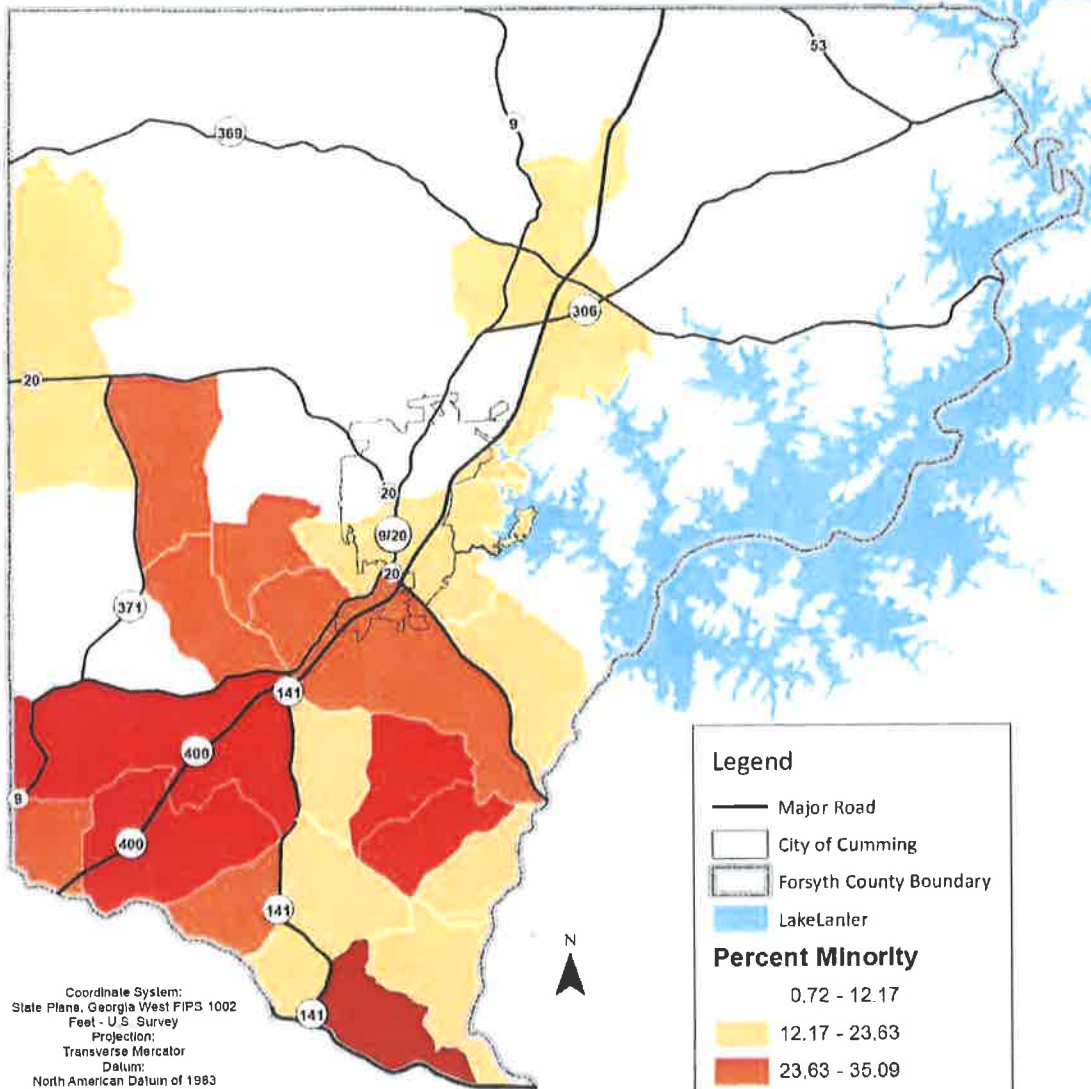 53
9
369
306
20
20
9/20
20
371
141
400
9
400
141
141
N
Coordinate System:
State Plane, Georgia West FIPS 1002
Feet - U.S. Survey
Projection:
Transverse Mercator
Datum:
North American Datum of 1983
Legend
Major Road
City of Cumming
Forsyth County Boundary
LakeLanier
Percent Minority
0.72 - 12.17
12.17 - 23.63
23.63 - 35.09